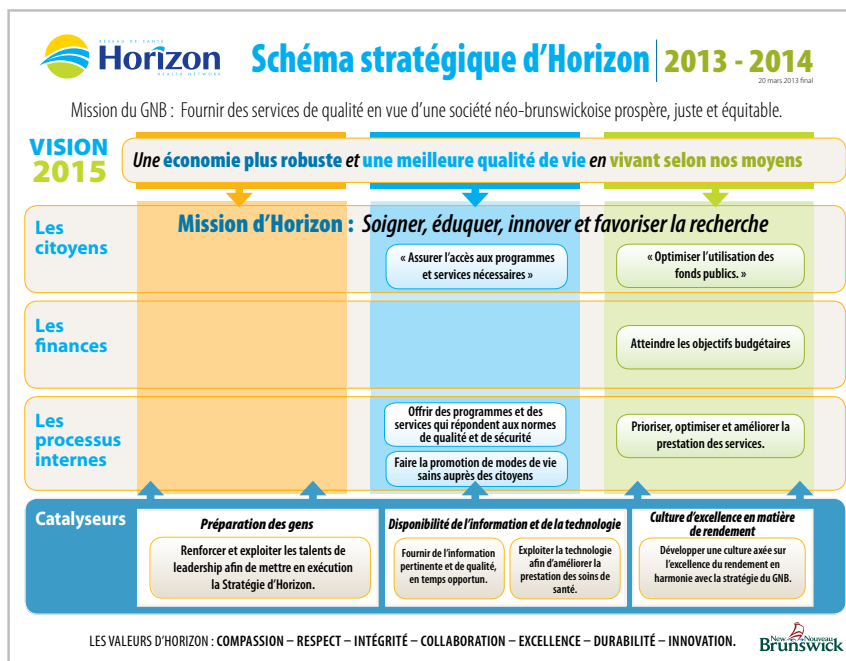 RÉSEAU DE SANTÉ
Horizon
HEALTH NETWORK
Schéma stratégique d’Horizon 2013 - 2014
20 mars 2013 final
Mission du GNB : Fournir des services de qualité en vue d’une société néo-brunswickoise prospère, juste et équitable.
VISION
2015
Une économie plus robuste et une meilleure qualité de vie en vivant selon nos moyens
Les
citoyens
Mission d’Horizon : Soigner, éduquer, innover et favoriser la recherche
« Assurer l’accès aux programmes
et services nécessaires »
« Optimiser l’utilisation des
fonds publics. »
Les
finances
Atteindre les objectifs budgétaires
Les
processus
internes
Offrir des programmes et des
services qui répondent aux normes
de qualité et de sécurité
Faire la promotion de modes de vie
sains auprès des citoyens
Prioriser, optimiser et améliorer la
prestation des services.
Catalyseurs
Préparation des gens
Renforcer et exploiter les talents de
leadership afin de mettre en exécution
la Stratégie d’Horizon.
Disponibilité de l’information et de la technologie
Fournir de l’information
pertinente et de qualité,
en temps opportun.
Exploiter la technologie
afin d’améliorer la
prestation des soins de
santé.
Culture d’excellence en matière
de rendement
Développer une culture axée sur
l’excellence du rendement en
harmonie avec la stratégie du GNB.
LES VALEURS D’HORIZON : COMPASSION – RESPECT – INTÉGRITÉ – COLLABORATION – EXCELLENCE – DURABILITÉ – INNOVATION.
New Nouveau
Brunswick